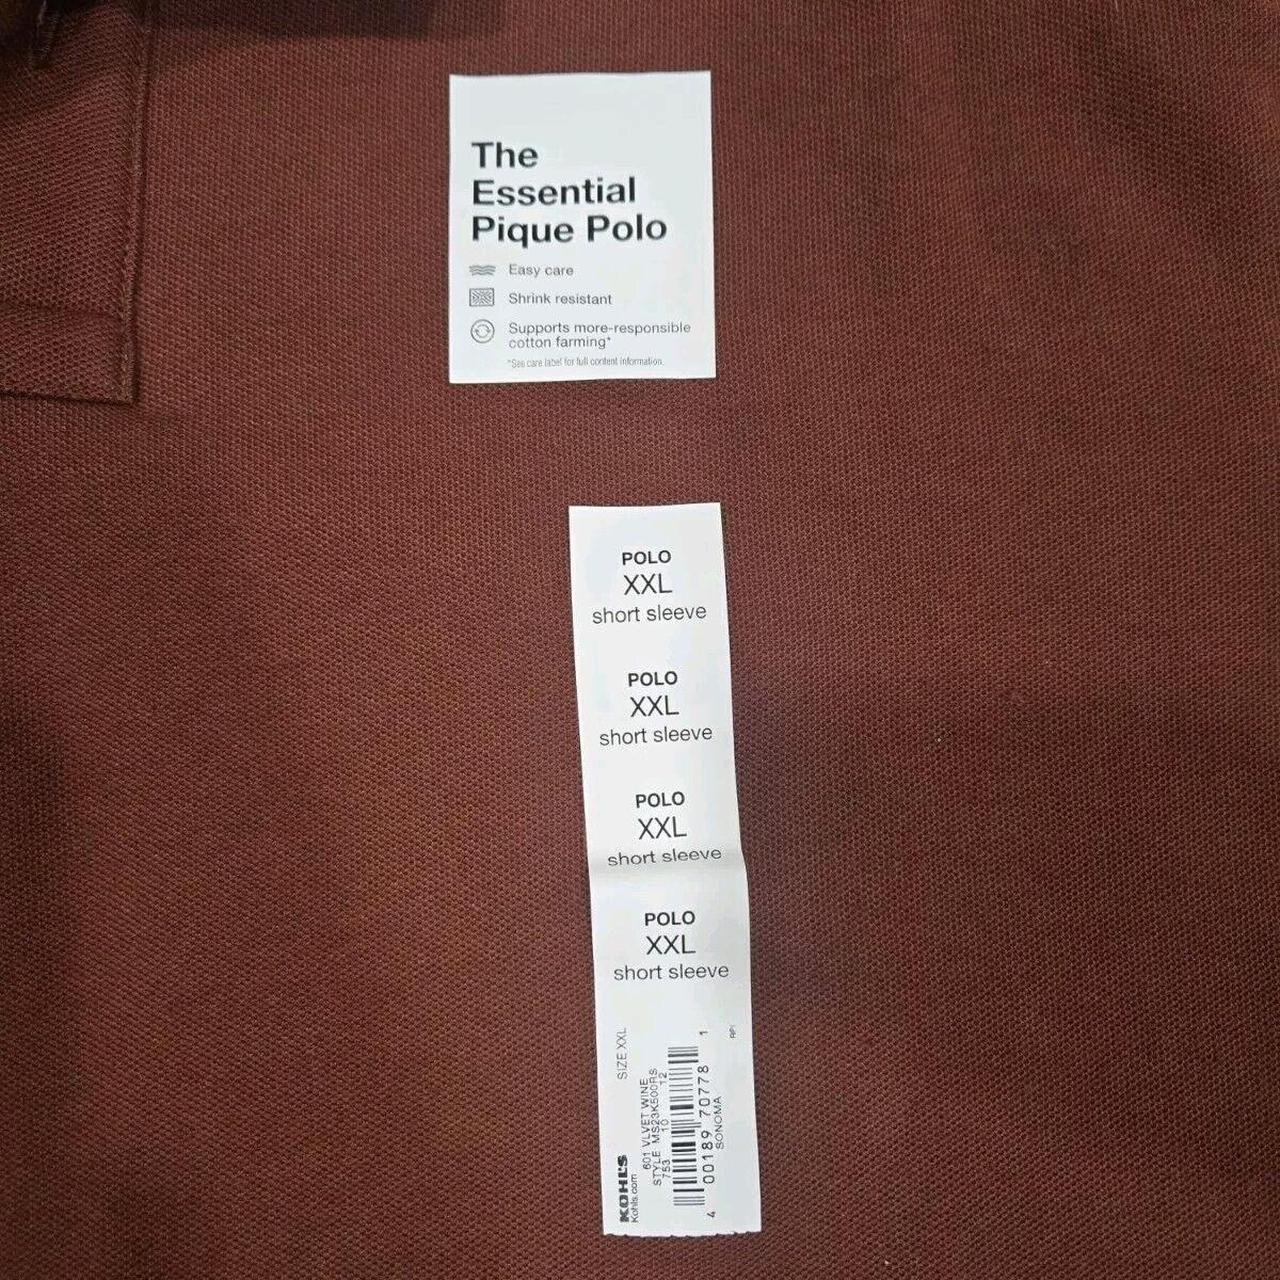 The
Essential
Pique Polo
Easy care
Shrink resistant
Supports more-responsible
cotton farming*
*See care label for full content information.
POLO
XXL
short sleeve
POLO
XXL
short sleeve
POLO
XXL
short sleeve
POLO
XXL
short sleeve
KOHL'S
Kohls.com
SIZE XXL
601 VLVET WINE
STYLE MS23K500RS
753 10 12
4 00189 70778 1
SONOMA